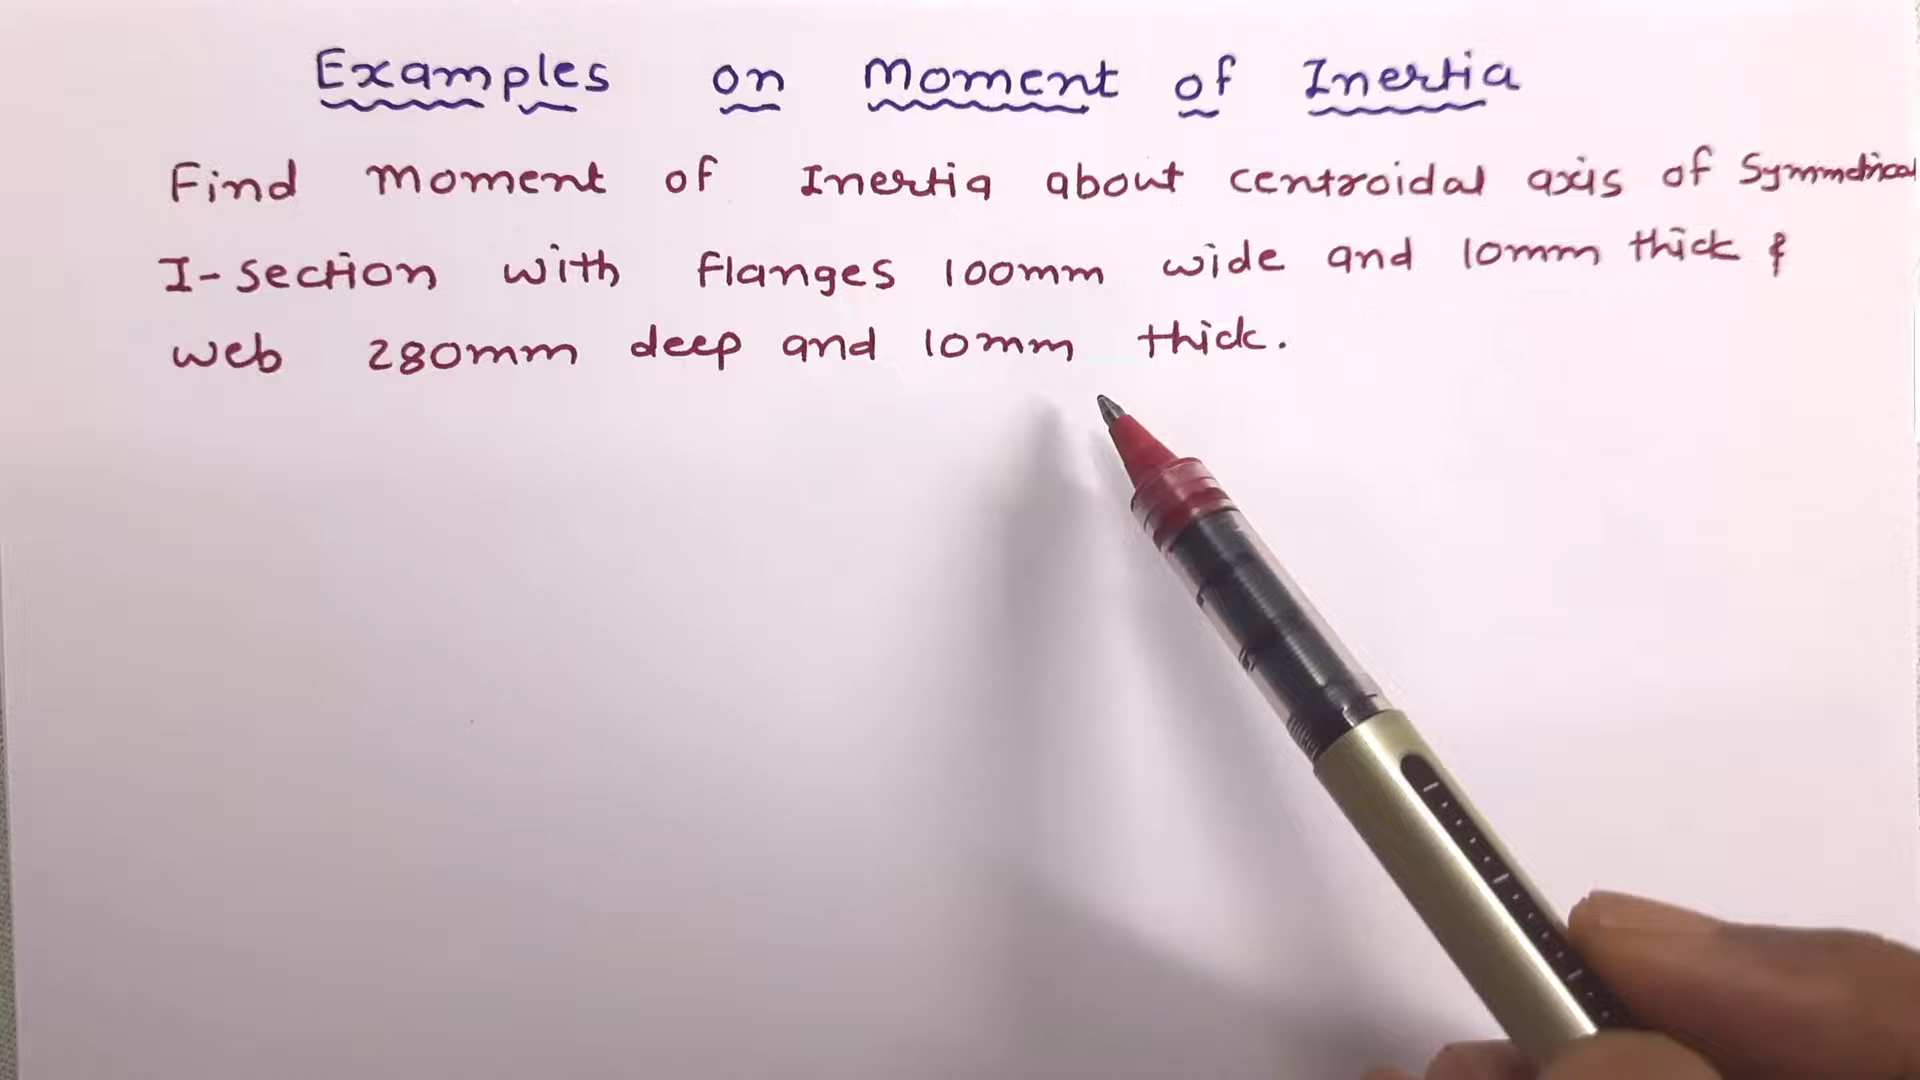 Examples on Moment of Inertia
Find moment of Inertia about centroidal axis of Symmetrical
I-section with flanges 100mm wide and 10mm thick &
web 280mm deep and 10mm thick.